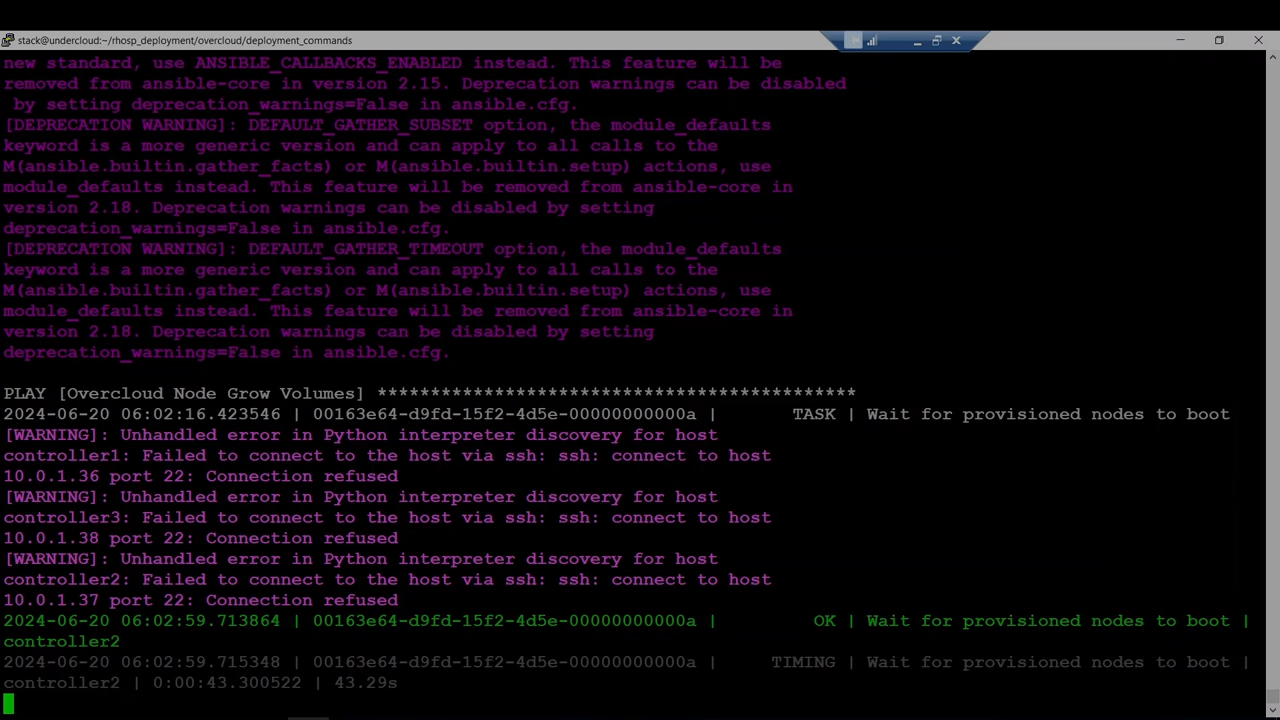 stack@undercloud:~/rhosp_deployment/overcloud/deployment_commands
new standard, use ANSIBLE_CALLBACKS_ENABLED instead. This feature will be
removed from ansible-core in version 2.15. Deprecation warnings can be disabled
 by setting deprecation_warnings=False in ansible.cfg.
[DEPRECATION WARNING]: DEFAULT_GATHER_SUBSET option, the module_defaults
keyword is a more generic version and can apply to all calls to the
M(ansible.builtin.gather_facts) or M(ansible.builtin.setup) actions, use
module_defaults instead. This feature will be removed from ansible-core in
version 2.18. Deprecation warnings can be disabled by setting
deprecation_warnings=False in ansible.cfg.
[DEPRECATION WARNING]: DEFAULT_GATHER_TIMEOUT option, the module_defaults
keyword is a more generic version and can apply to all calls to the
M(ansible.builtin.gather_facts) or M(ansible.builtin.setup) actions, use
module_defaults instead. This feature will be removed from ansible-core in
version 2.18. Deprecation warnings can be disabled by setting
deprecation_warnings=False in ansible.cfg.
PLAY [Overcloud Node Grow Volumes] *********************************************
2024-06-20 06:02:16.423546 | 00163e64-d9fd-15f2-4d5e-00000000000a |       TASK | Wait for provisioned nodes to boot
[WARNING]: Unhandled error in Python interpreter discovery for host
controller1: Failed to connect to the host via ssh: ssh: connect to host
10.0.1.36 port 22: Connection refused
[WARNING]: Unhandled error in Python interpreter discovery for host
controller3: Failed to connect to the host via ssh: ssh: connect to host
10.0.1.38 port 22: Connection refused
[WARNING]: Unhandled error in Python interpreter discovery for host
controller2: Failed to connect to the host via ssh: ssh: connect to host
10.0.1.37 port 22: Connection refused
2024-06-20 06:02:59.713864 | 00163e64-d9fd-15f2-4d5e-00000000000a |         OK | Wait for provisioned nodes to boot |
controller2
2024-06-20 06:02:59.715348 | 00163e64-d9fd-15f2-4d5e-00000000000a |     TIMING | Wait for provisioned nodes to boot |
controller2 | 0:00:43.300522 | 43.29s